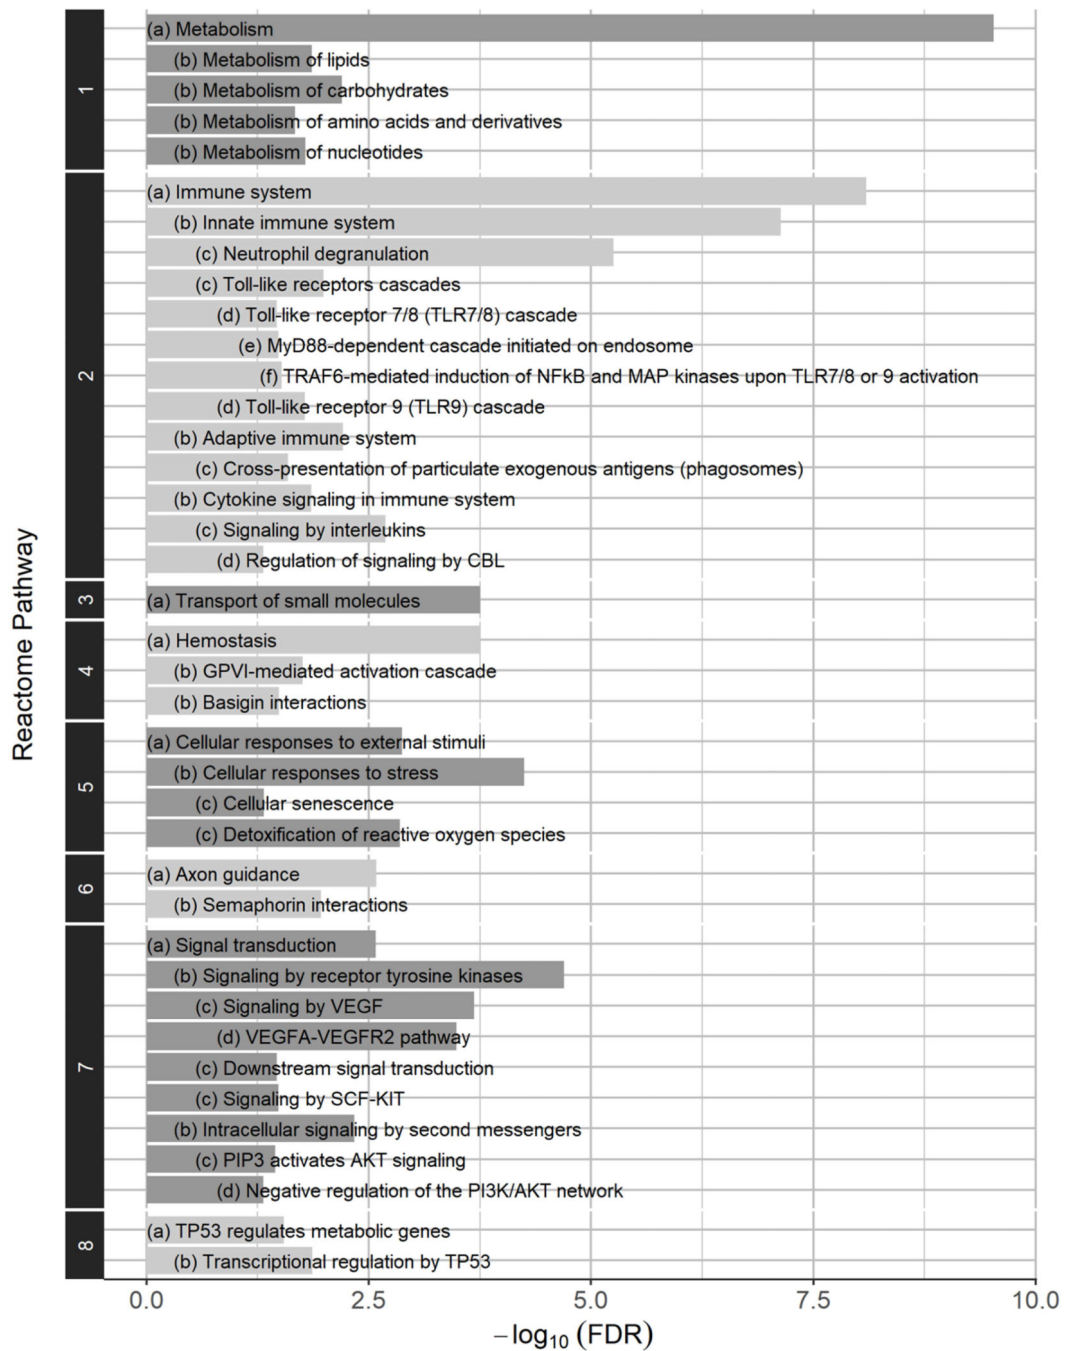 Reactome Pathway
1
(a) Metabolism
(b) Metabolism of lipids
(b) Metabolism of carbohydrates
(b) Metabolism of amino acids and derivatives
(b) Metabolism of nucleotides
2
(a) Immune system
(b) Innate immune system
(c) Neutrophil degranulation
(c) Toll-like receptors cascades
(d) Toll-like receptor 7/8 (TLR7/8) cascade
(e) MyD88-dependent cascade initiated on endosome
(f) TRAF6-mediated induction of NFkB and MAP kinases upon TLR7/8 or 9 activation
(d) Toll-like receptor 9 (TLR9) cascade
(b) Adaptive immune system
(c) Cross-presentation of particulate exogenous antigens (phagosomes)
(b) Cytokine signaling in immune system
(c) Signaling by interleukins
(d) Regulation of signaling by CBL
3
(a) Transport of small molecules
4
(a) Hemostasis
(b) GPVI-mediated activation cascade
(b) Basigin interactions
5
(a) Cellular responses to external stimuli
(b) Cellular responses to stress
(c) Cellular senescence
(c) Detoxification of reactive oxygen species
6
(a) Axon guidance
(b) Semaphorin interactions
7
(a) Signal transduction
(b) Signaling by receptor tyrosine kinases
(c) Signaling by VEGF
(d) VEGFA-VEGFR2 pathway
(c) Downstream signal transduction
(c) Signaling by SCF-KIT
(b) Intracellular signaling by second messengers
(c) PIP3 activates AKT signaling
(d) Negative regulation of the PI3K/AKT network
8
(a) TP53 regulates metabolic genes
(b) Transcriptional regulation by TP53
0.0 2.5 5.0 7.5 10.0
−log₁₀ (FDR)